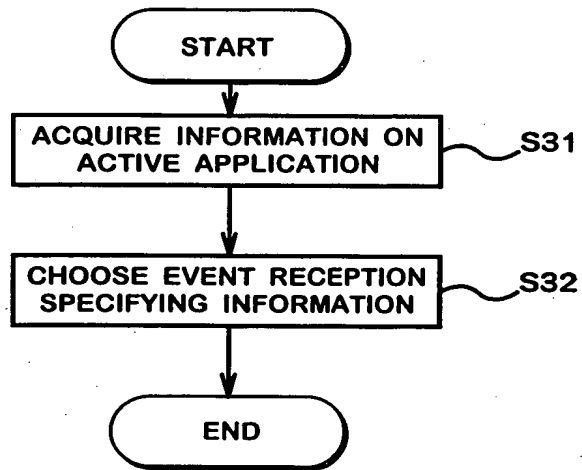 START
ACQUIRE INFORMATION ON
ACTIVE APPLICATION
S31
CHOOSE EVENT RECEPTION
SPECIFYING INFORMATION
S32
END